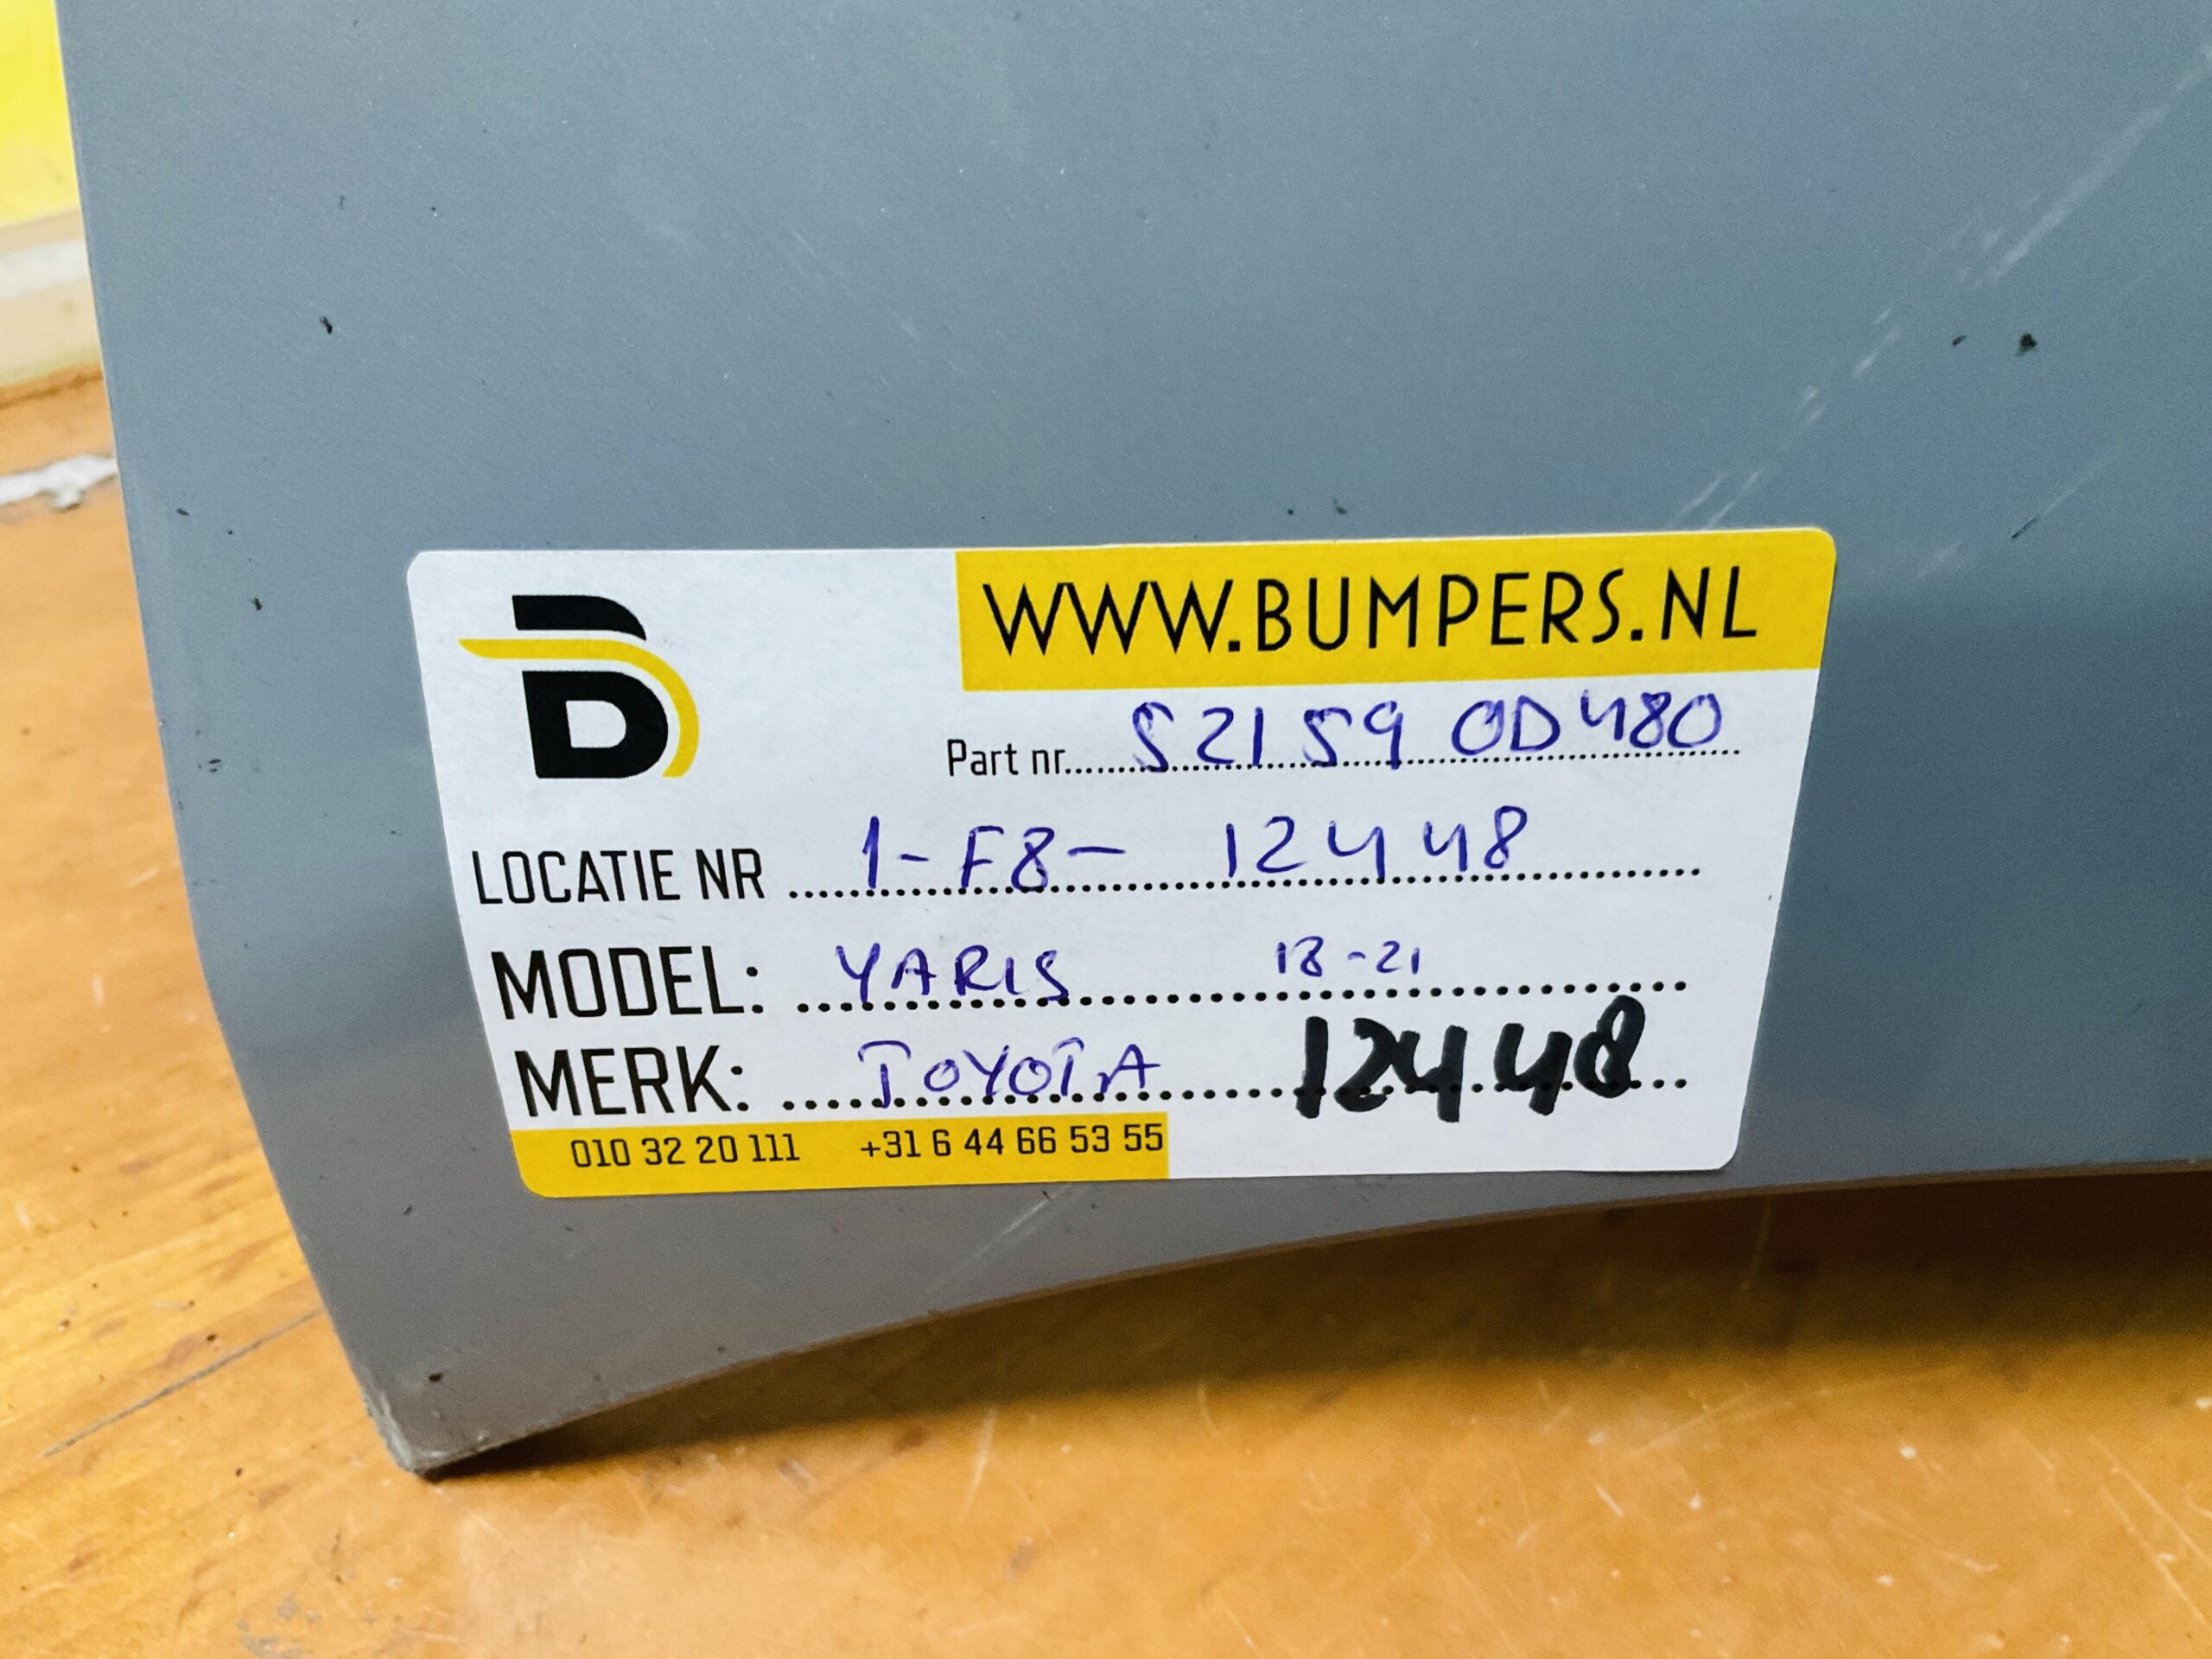 WWW.BUMPERS.NL
Part nr. 52159 0D480
LOCATIE NR 1-F8- 12448
MODEL: YARIS 18-21
MERK: TOYOTA 12448
010 32 20 111 +31 6 44 66 53 55